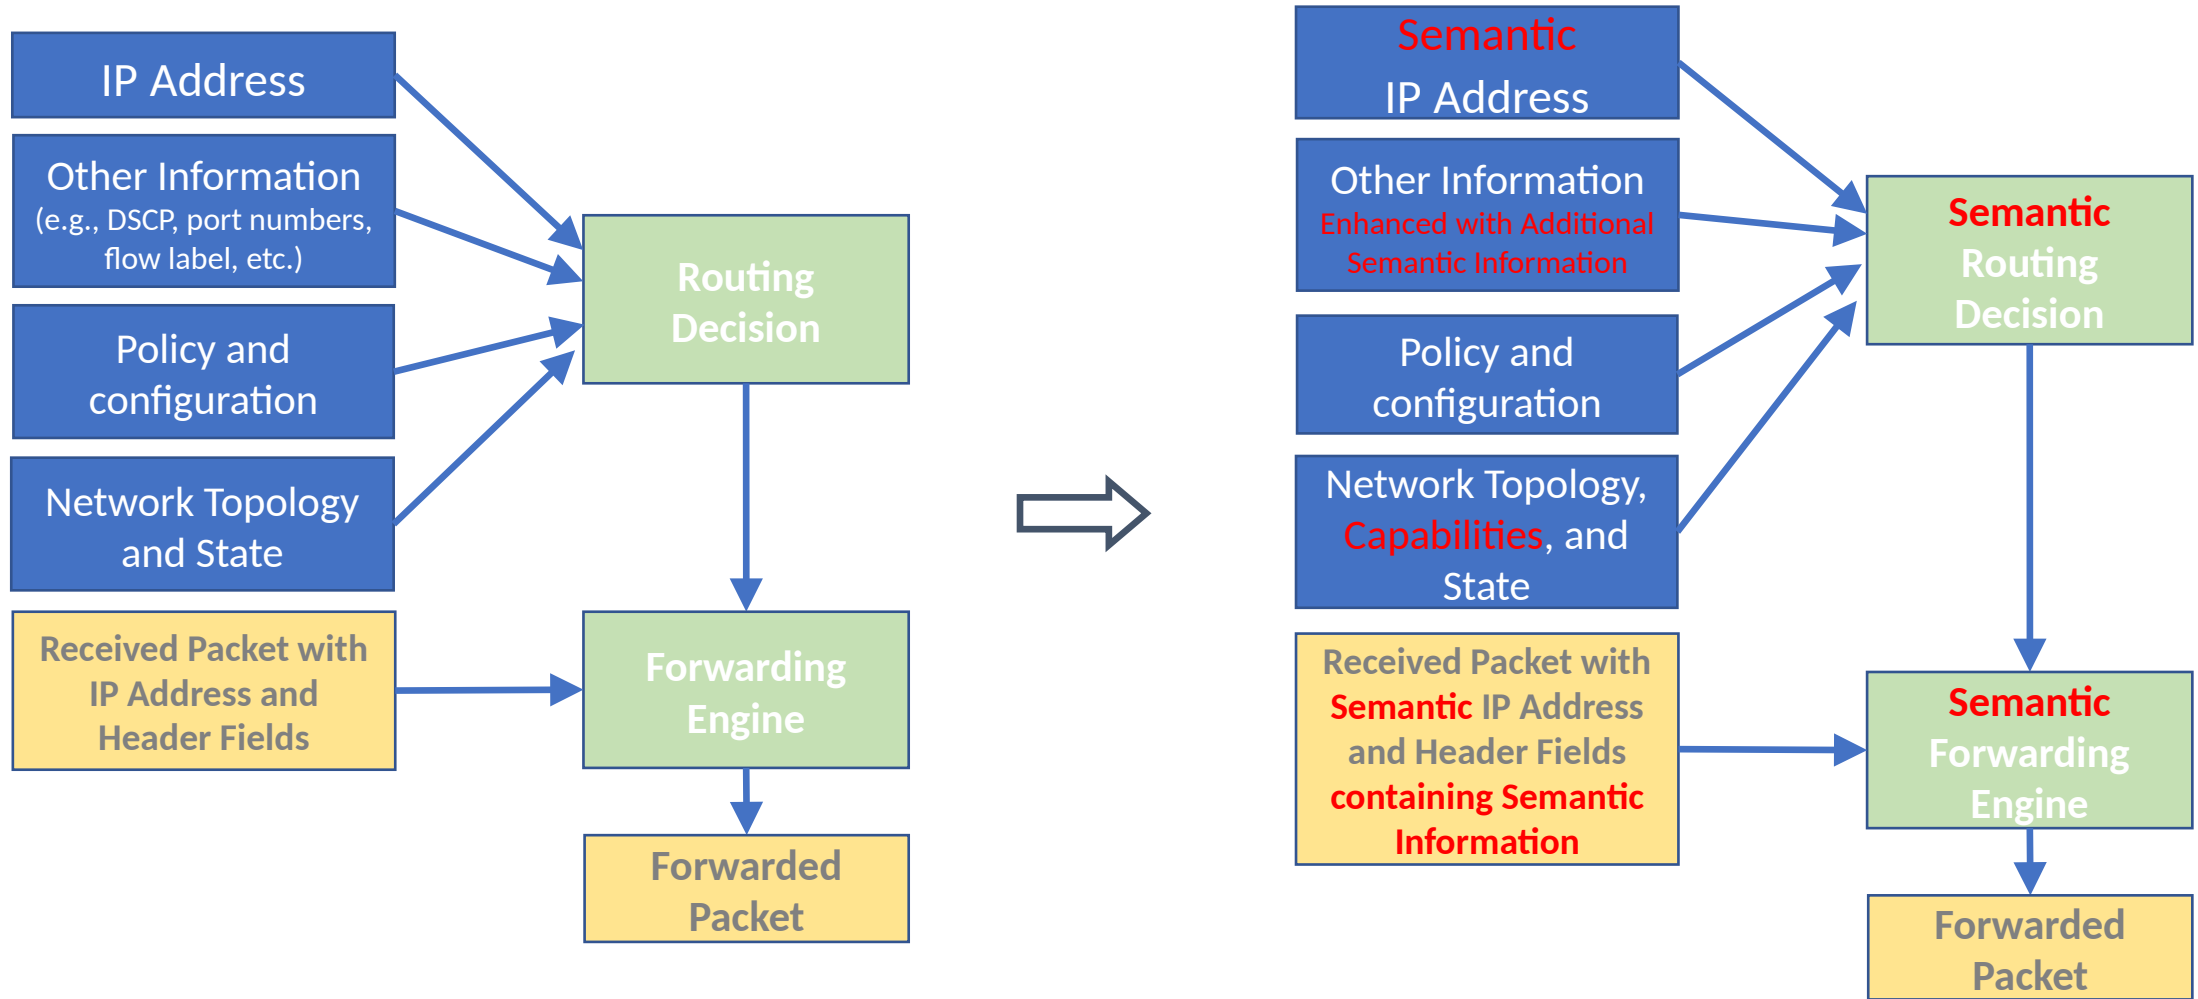 IP Address
Other Information
(e.g., DSCP, port numbers,
flow label, etc.)
Policy and
configuration
Network Topology
and State
Received Packet with
IP Address and
Header Fields
Routing
Decision
Forwarding
Engine
Forwarded
Packet
Semantic
IP Address
Other Information
Enhanced with Additional
Semantic Information
Policy and
configuration
Network Topology,
Capabilities, and
State
Received Packet with
Semantic IP Address
and Header Fields
containing Semantic
Information
Semantic
Routing
Decision
Semantic
Forwarding
Engine
Forwarded
Packet